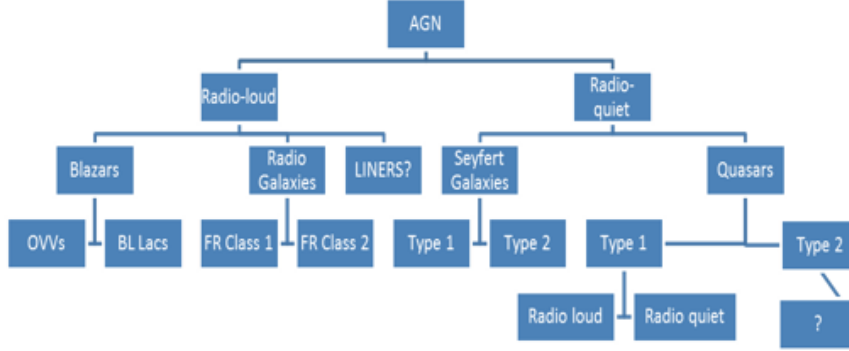 AGN
Radio-loud
Radio-
quiet
Blazars
Radio
Galaxies
LINERS?
Seyfert
Galaxies
Quasars
OVVs
BL Lacs
FR Class 1
FR Class 2
Type 1
Type 2
Type 1
Type 2
Radio loud
Radio quiet
?